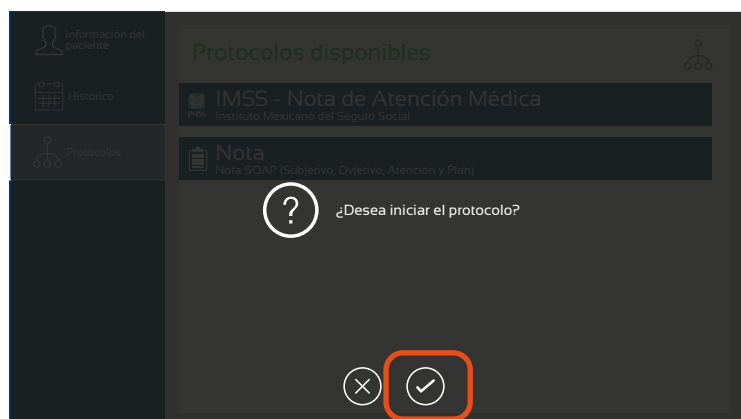 Información del
paciente
Histórico
Protocolos
Protocolos disponibles
IMSS
IMSS - Nota de Atención Médica
Instituto Mexicano del Seguro Social
Nota
Nota SOAP (Subjetivo, Ovjetivo, Atención y Plan)
?
¿Desea iniciar el protocolo?